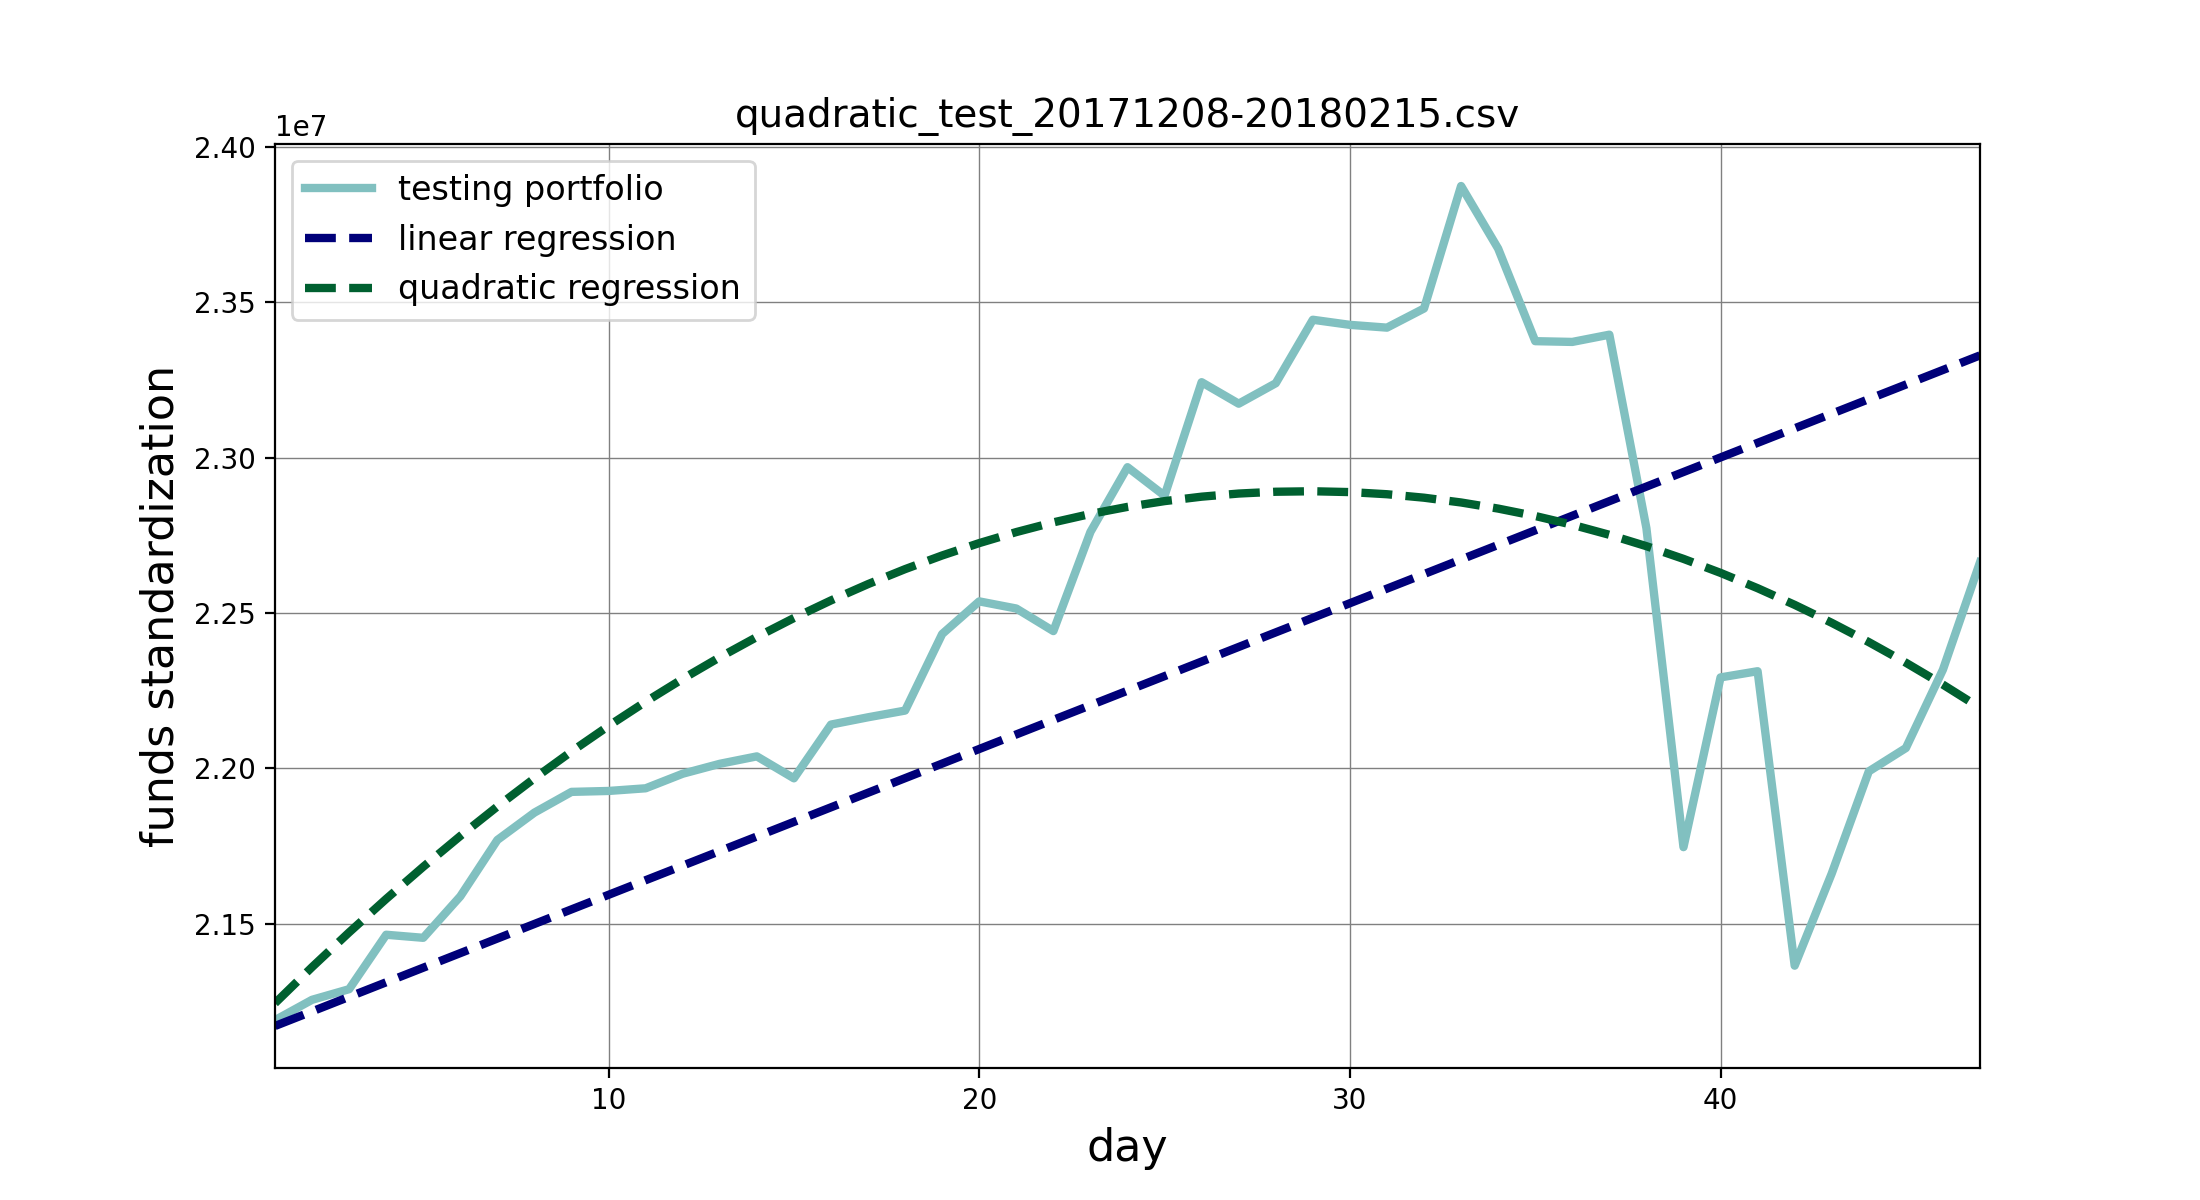 quadratic_test_20171208-20180215.csv
1e7
2.40
2.35
2.30
2.25
2.20
2.15
funds standardization
testing portfolio
linear regression
quadratic regression
10 20 30 40
day